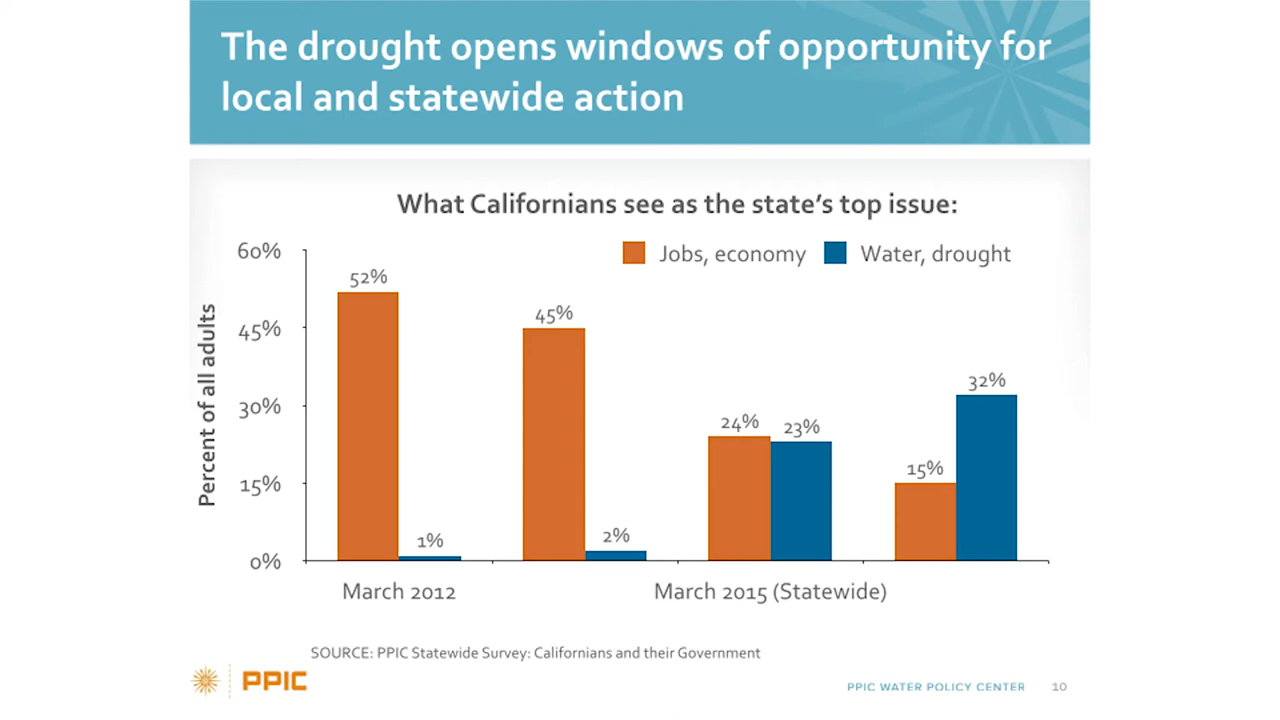 The drought opens windows of opportunity for
local and statewide action
What Californians see as the state's top issue:
Jobs, economy
Water, drought
Percent of all adults
60%
45%
30%
15%
0%
52%
1%
45%
2%
24%
23%
15%
32%
March 2012
March 2015 (Statewide)
SOURCE: PPIC Statewide Survey: Californians and their Government
PPIC
PPIC WATER POLICY CENTER
10